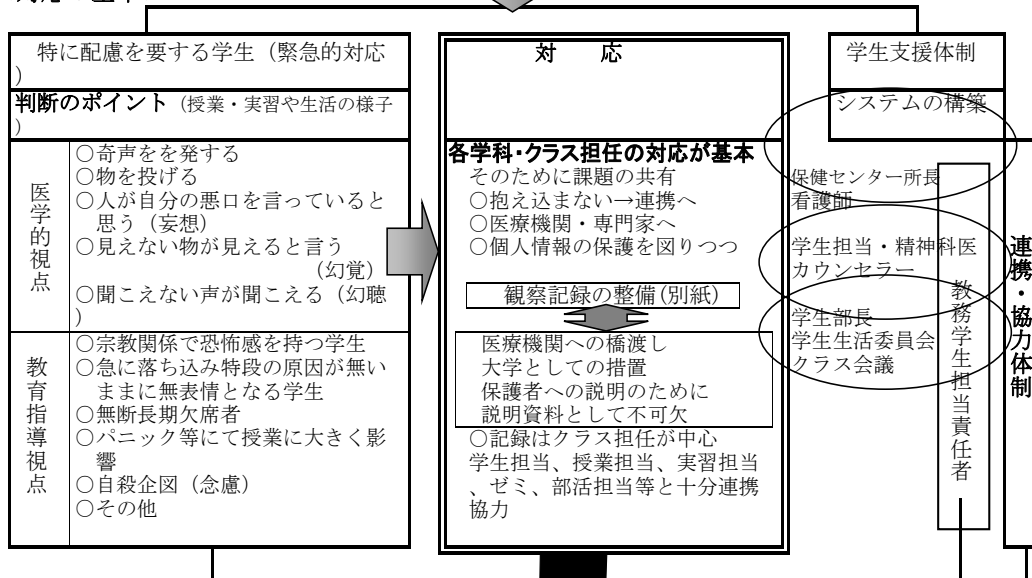 特に配慮を要する学生（緊急的対応
）
判断のポイント（授業・実習や生活の様子
）
医学的視点
○奇声をを発する
○物を投げる
○人が自分の悪口を言っていると
思う（妄想）
○見えない物が見えると言う
（幻覚）
○聞こえない声が聞こえる（幻聴
）
教育指導視点
○宗教関係で恐怖感を持つ学生
○急に落ち込み特段の原因が無い
ままに無表情となる学生
○無断長期欠席者
○パニック等にて授業に大きく影
響
○自殺企図（念慮）
○その他
対　応
各学科・クラス担任の対応が基本
そのために課題の共有
○抱え込まない→連携へ
○医療機関・専門家へ
○個人情報の保護を図りつつ
観察記録の整備（別紙）
医療機関への橋渡し
大学としての措置
保護者への説明のために
説明資料として不可欠
○記録はクラス担任が中心
学生担当、授業担当、実習担当
、ゼミ、部活担当等と十分連携
協力
学生支援体制
システムの構築
保健センター所長
看護師
学生担当・精神科医
カウンセラー
学生部長
学生生活委員会
クラス会議
教務学生担当責任者
連携・協力体制